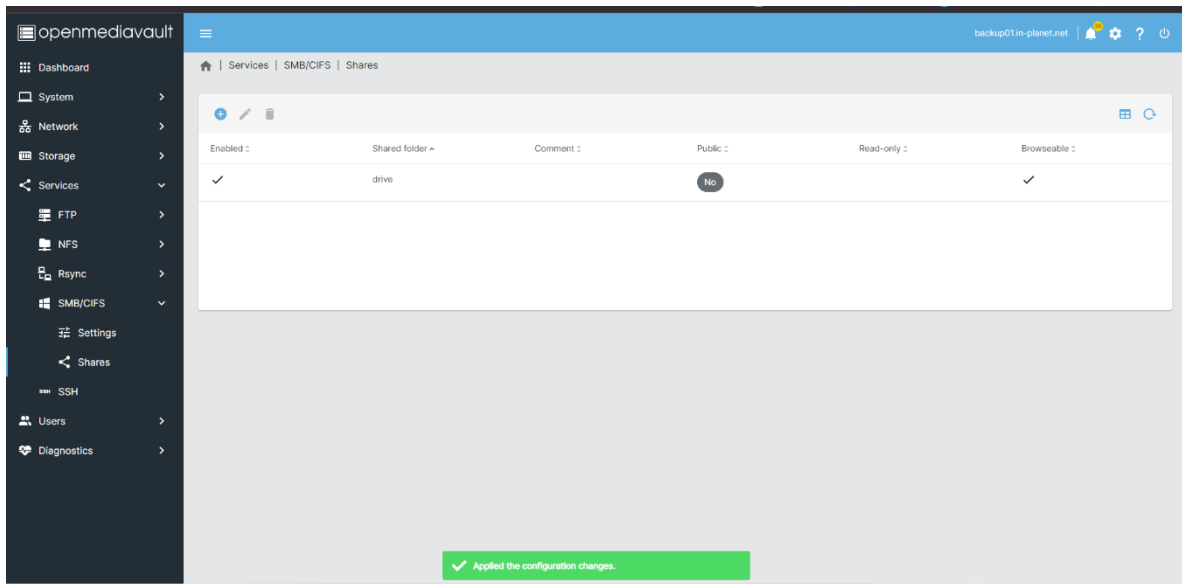 openmediavault
backup01.in-planet.net
Dashboard
Services | SMB/CIFS | Shares
System
Network
Storage
Services
FTP
NFS
Rsync
SMB/CIFS
Settings
Shares
SSH
Users
Diagnostics
Enabled Shared folder Comment Public Read-only Browseable
drive No
Applied the configuration changes.